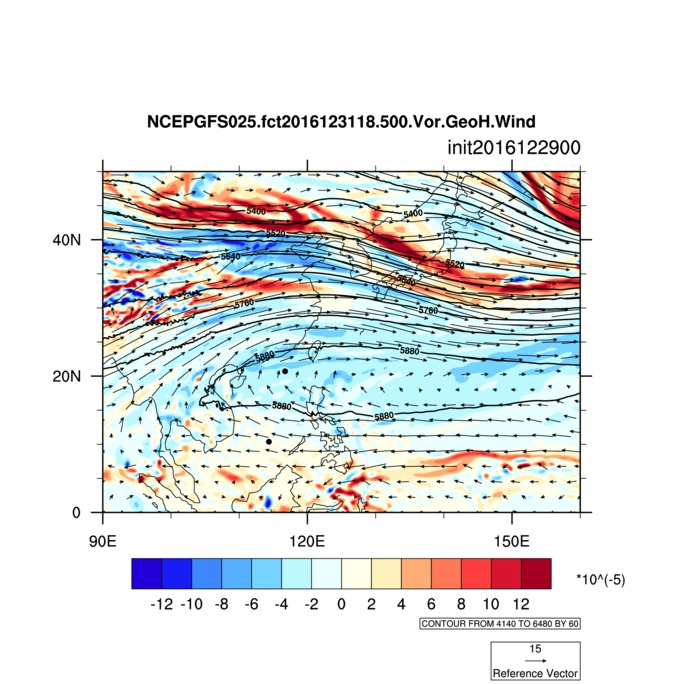 NCEPGFS025.fct2016123118.500.Vor.GeoH.Wind
init2016122900
5400
5400
5520
5520
5640
5640
5760
5760
5880
5880
5880
5880
40N
20N
0
90E 120E 150E
-12 -10 -8 -6 -4 -2 0 2 4 6 8 10 12
*10^(-5)
CONTOUR FROM 4140 TO 6480 BY 60
15
Reference Vector